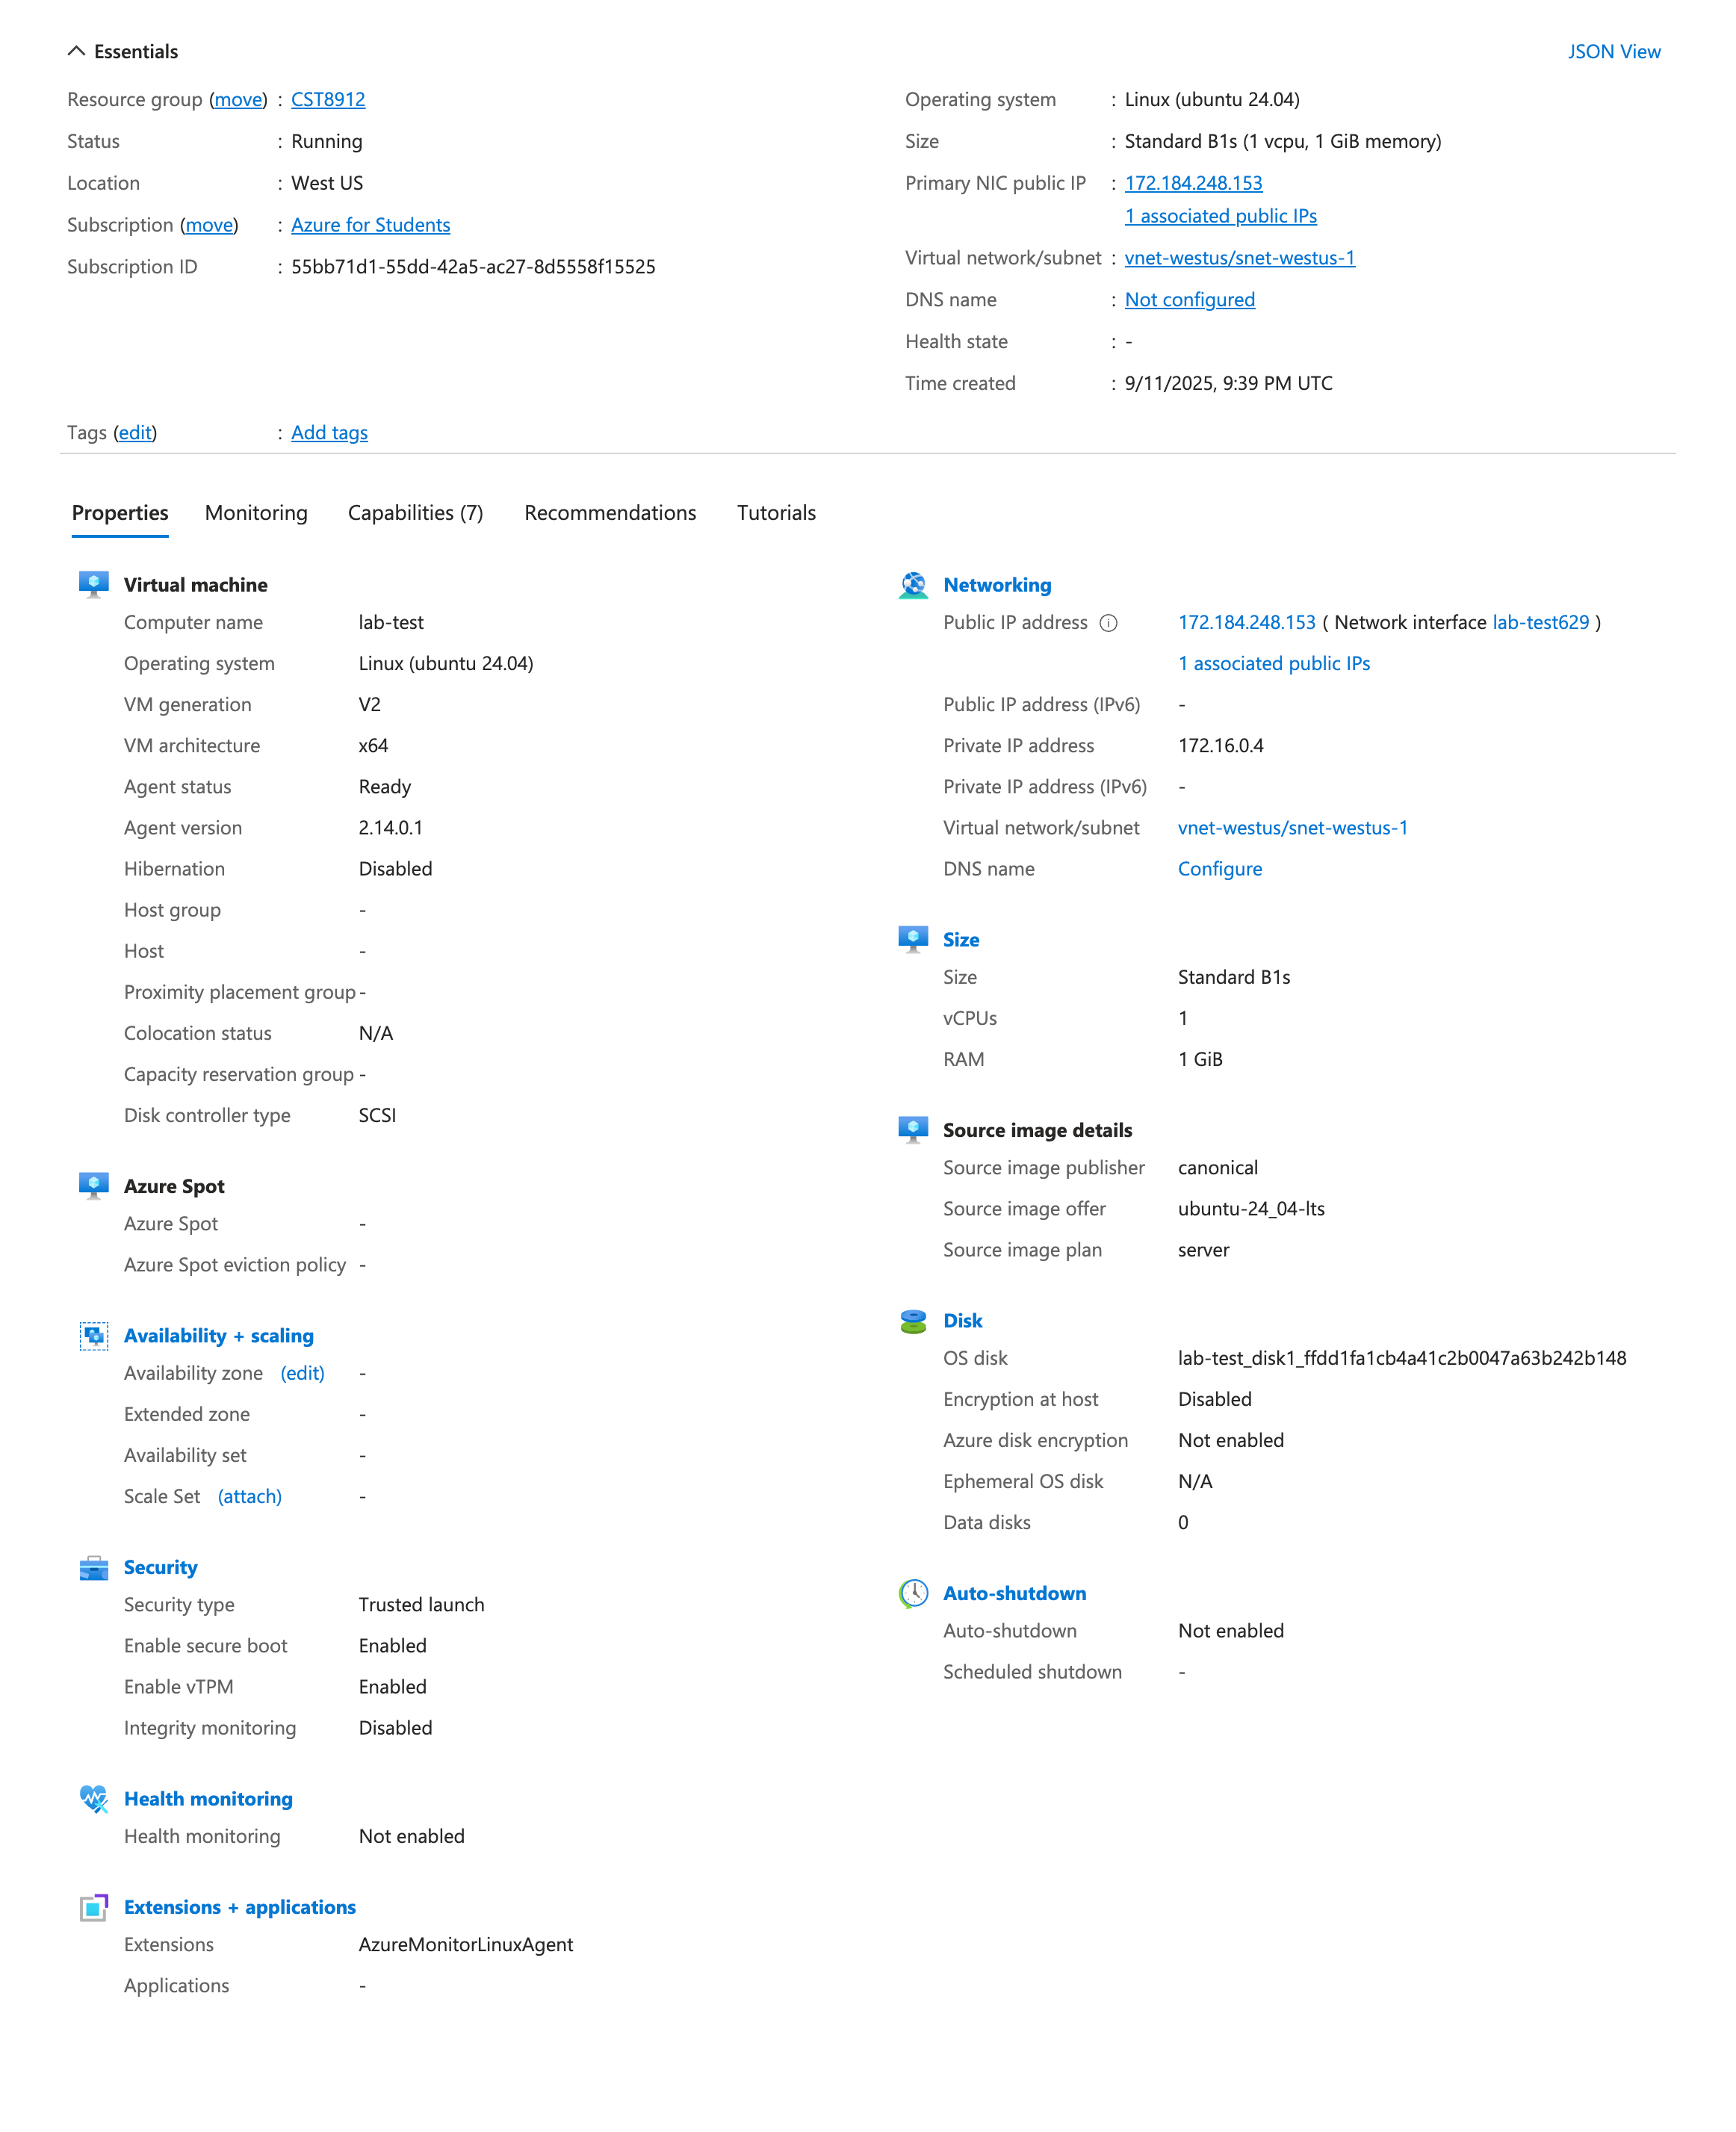 Essentials
JSON View
Resource group (move) : CST8912
Status : Running
Location : West US
Subscription (move) : Azure for Students
Subscription ID : 55bb71d1-55dd-42a5-ac27-8d5558f15525
Operating system : Linux (ubuntu 24.04)
Size : Standard B1s (1 vcpu, 1 GiB memory)
Primary NIC public IP : 172.184.248.153
1 associated public IPs
Virtual network/subnet : vnet-westus/snet-westus-1
DNS name : Not configured
Health state : -
Time created : 9/11/2025, 9:39 PM UTC
Tags (edit) : Add tags
Properties Monitoring Capabilities (7) Recommendations Tutorials
Virtual machine
Computer name lab-test
Operating system Linux (ubuntu 24.04)
VM generation V2
VM architecture x64
Agent status Ready
Agent version 2.14.0.1
Hibernation Disabled
Host group -
Host -
Proximity placement group -
Colocation status N/A
Capacity reservation group -
Disk controller type SCSI
Azure Spot
Azure Spot -
Azure Spot eviction policy -
Availability + scaling
Availability zone (edit) -
Extended zone -
Availability set -
Scale Set (attach) -
Security
Security type Trusted launch
Enable secure boot Enabled
Enable vTPM Enabled
Integrity monitoring Disabled
Health monitoring
Health monitoring Not enabled
Extensions + applications
Extensions AzureMonitorLinuxAgent
Applications -
Networking
Public IP address 172.184.248.153 ( Network interface lab-test629 )
1 associated public IPs
Public IP address (IPv6) -
Private IP address 172.16.0.4
Private IP address (IPv6) -
Virtual network/subnet vnet-westus/snet-westus-1
DNS name Configure
Size
Size Standard B1s
vCPUs 1
RAM 1 GiB
Source image details
Source image publisher canonical
Source image offer ubuntu-24_04-lts
Source image plan server
Disk
OS disk lab-test_disk1_ffdd1fa1cb4a41c2b0047a63b242b148
Encryption at host Disabled
Azure disk encryption Not enabled
Ephemeral OS disk N/A
Data disks 0
Auto-shutdown
Auto-shutdown Not enabled
Scheduled shutdown -